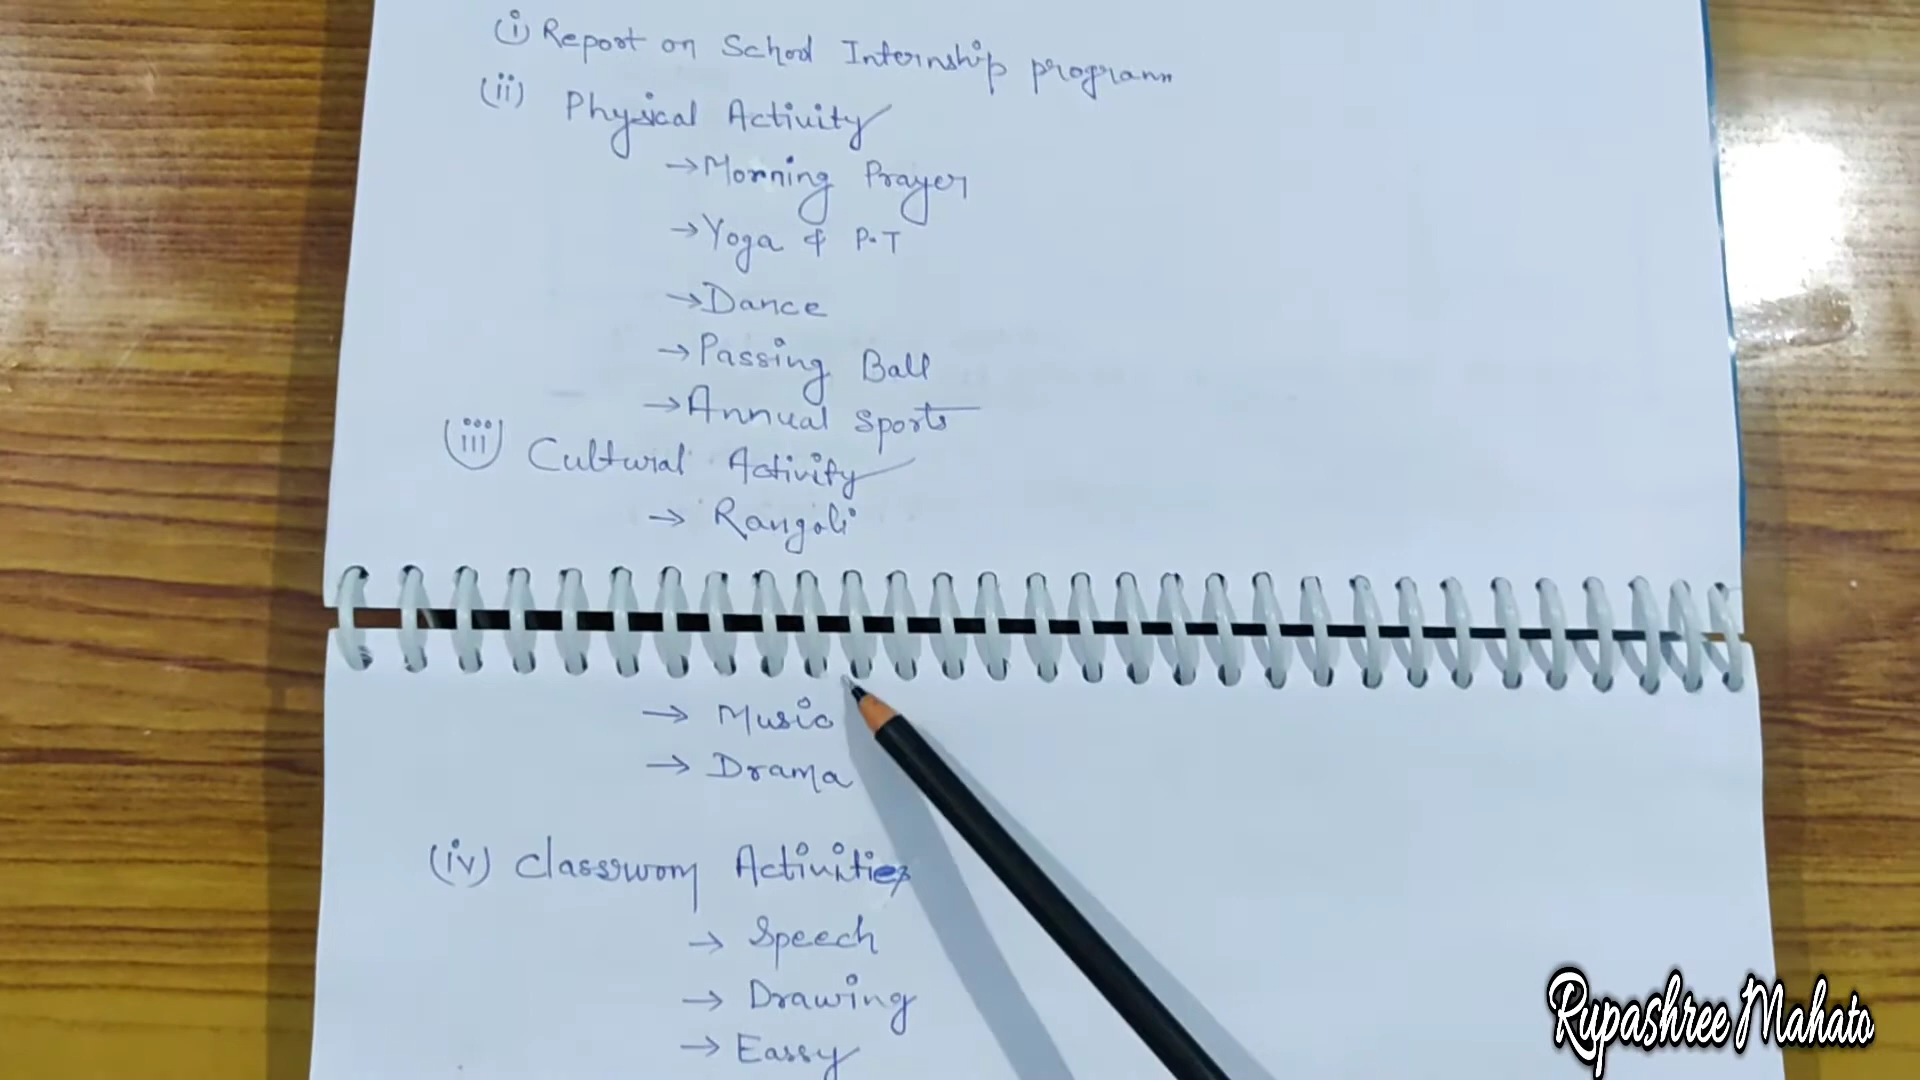 (i) Report on School Internship programm
(ii) Physical Activity
→ Morning Prayer
→ Yoga & P.T
→ Dance
→ Passing Ball
→ Annual Sports
(iii) Cultural Activity
→ Rangoli
→ Music
→ Drama
(iv) Classroom Activities
→ Speech
→ Drawing
→ Eassy
Rupashree Mahato